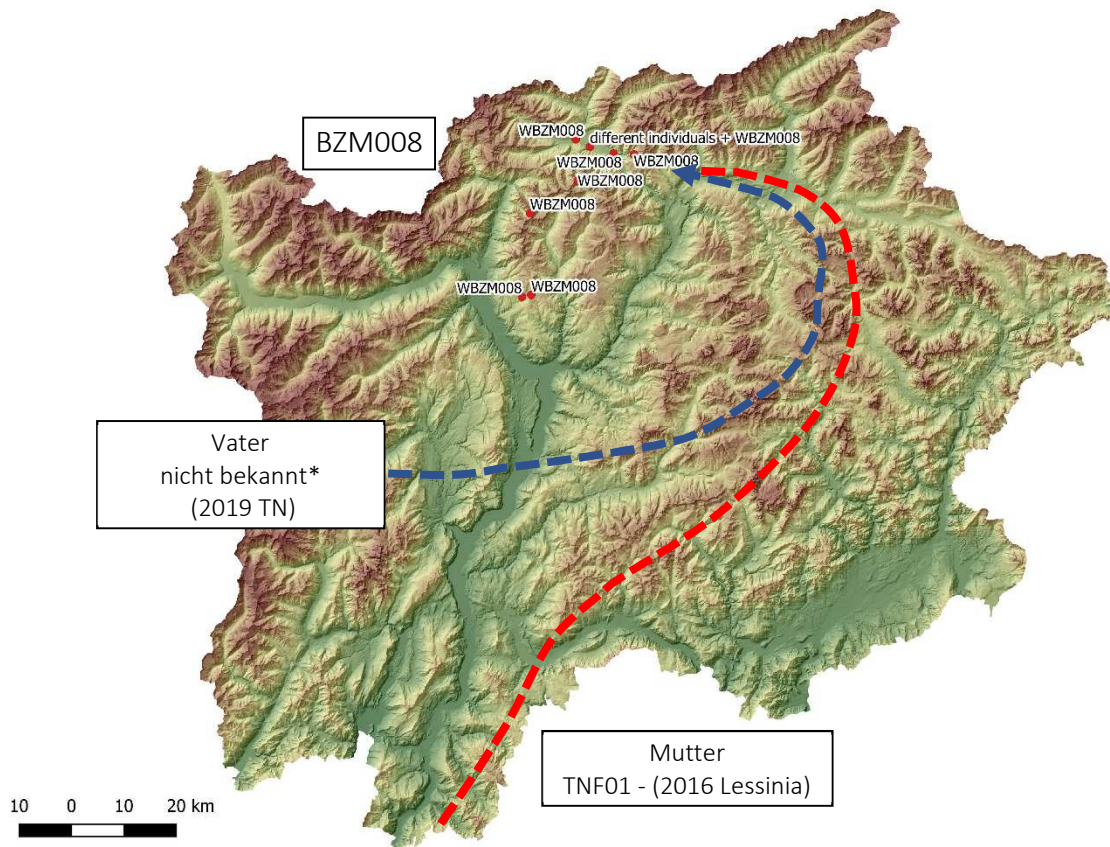 BZM008
WBZM008
different individuals + WBZM008
WBZM008
WBZM008
WBZM008
WBZM008
WBZM008
WBZM008
Vater
nicht bekannt*
(2019 TN)
Mutter
TNF01 - (2016 Lessinia)
10 0 10 20 km